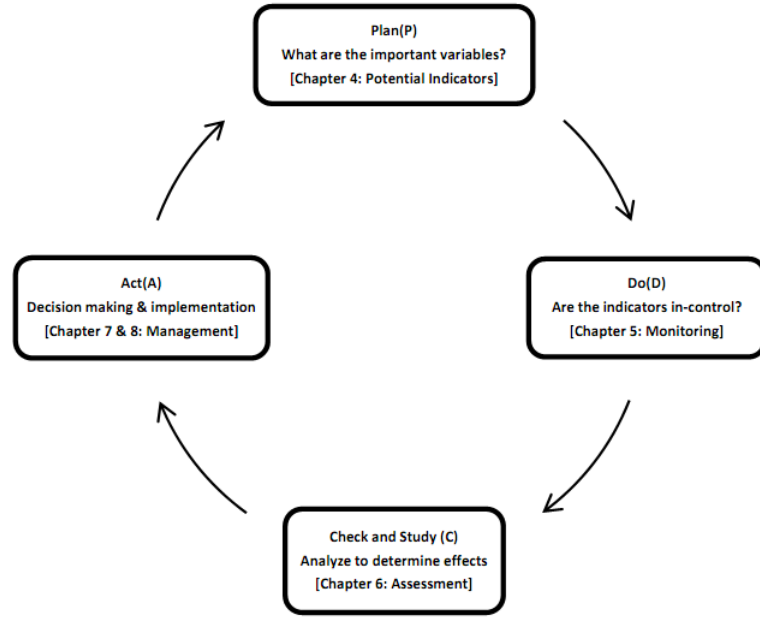 Plan(P)
What are the important variables?
[Chapter 4: Potential Indicators]
Act(A)
Decision making & implementation
[Chapter 7 & 8: Management]
Do(D)
Are the indicators in-control?
[Chapter 5: Monitoring]
Check and Study (C)
Analyze to determine effects
[Chapter 6: Assessment]